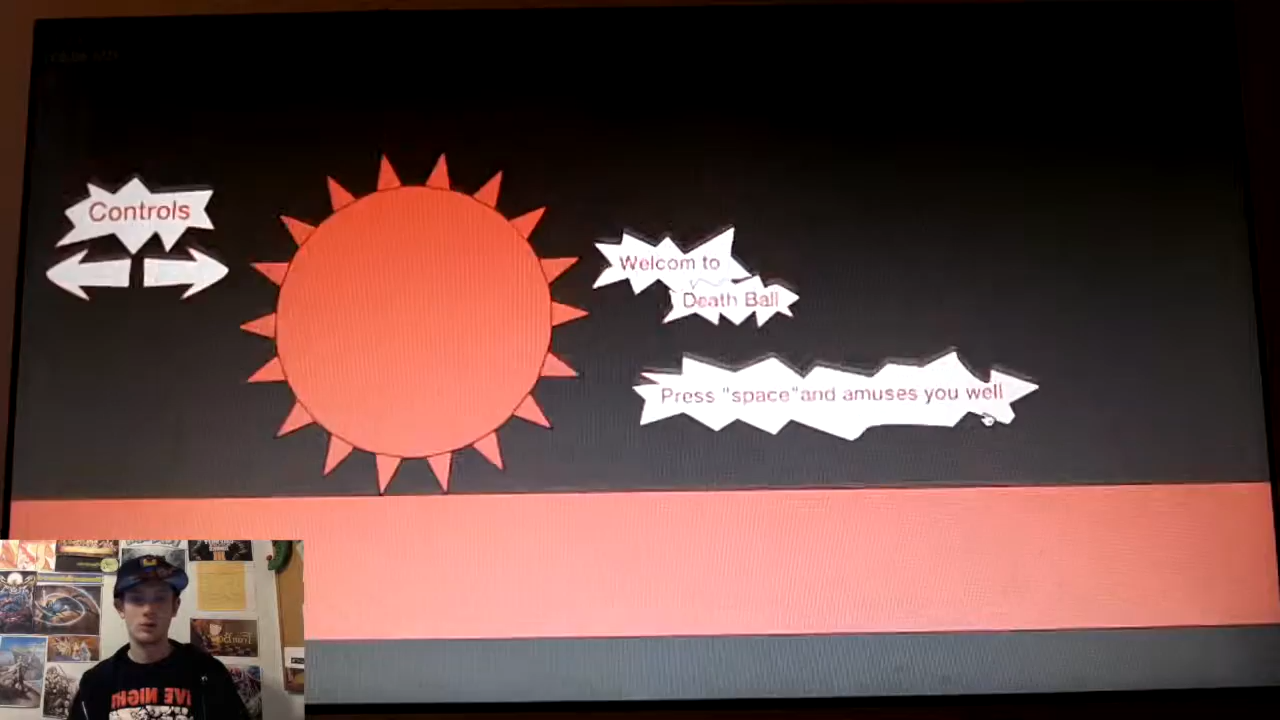 Controls
Welcom to
Death Ball
Press "space"and amuses you well